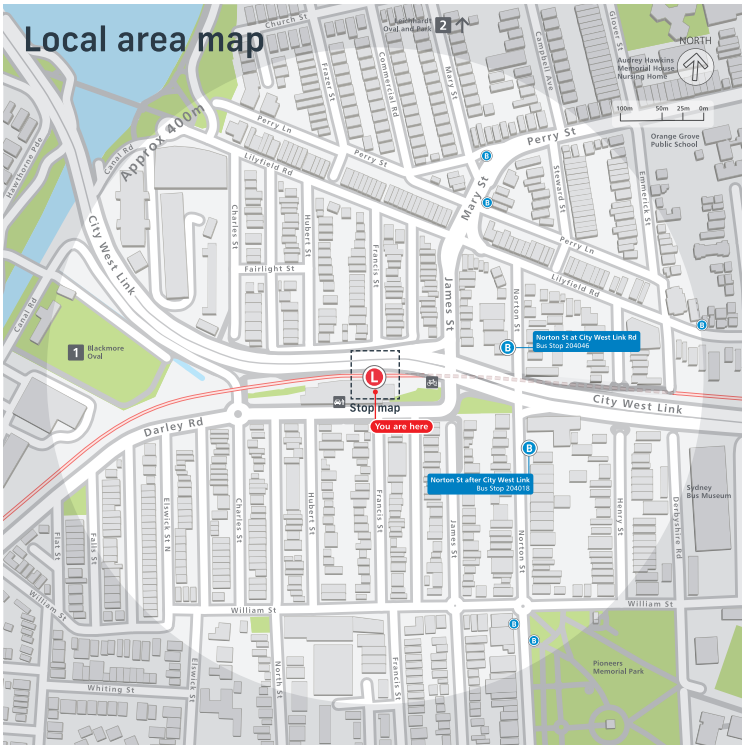 Local area map
Church St
Leichhardt
Oval and Park
2
Glover St
Campbell Ave
NORTH
Audrey Hawkins
Memorial House
Nursing Home
Frazer St
Commercial Rd
Mary St
100m 50m 25m 0m
Hawthorne Pde
Canal Rd
Approx 400m
Perry Ln
Perry St
Perry St
B
Orange Grove
Public School
Lilyfield Rd
Mary St
B
Steward St
Emmerick St
City West Link
Charles St
Hubert St
Francis St
Perry Ln
Fairlight St
James St
Lilyfield Rd
Norton St
Canal Rd
B
1
Blackmore
Oval
B
Norton St at City West Link Rd
Bus Stop 204046
L
Stop map
City West Link
You are here
Darley Rd
B
Norton St after City West Link
Bus Stop 204018
Sydney
Bus Museum
Flat St
Falls St
Elswick St N
Charles St
Hubert St
Francis St
James St
Norton St
Henry St
Derbyshire Rd
William St
William St
William St
B
B
Pioneers
Memorial Park
Whiting St
Elswick St
North St
Francis St